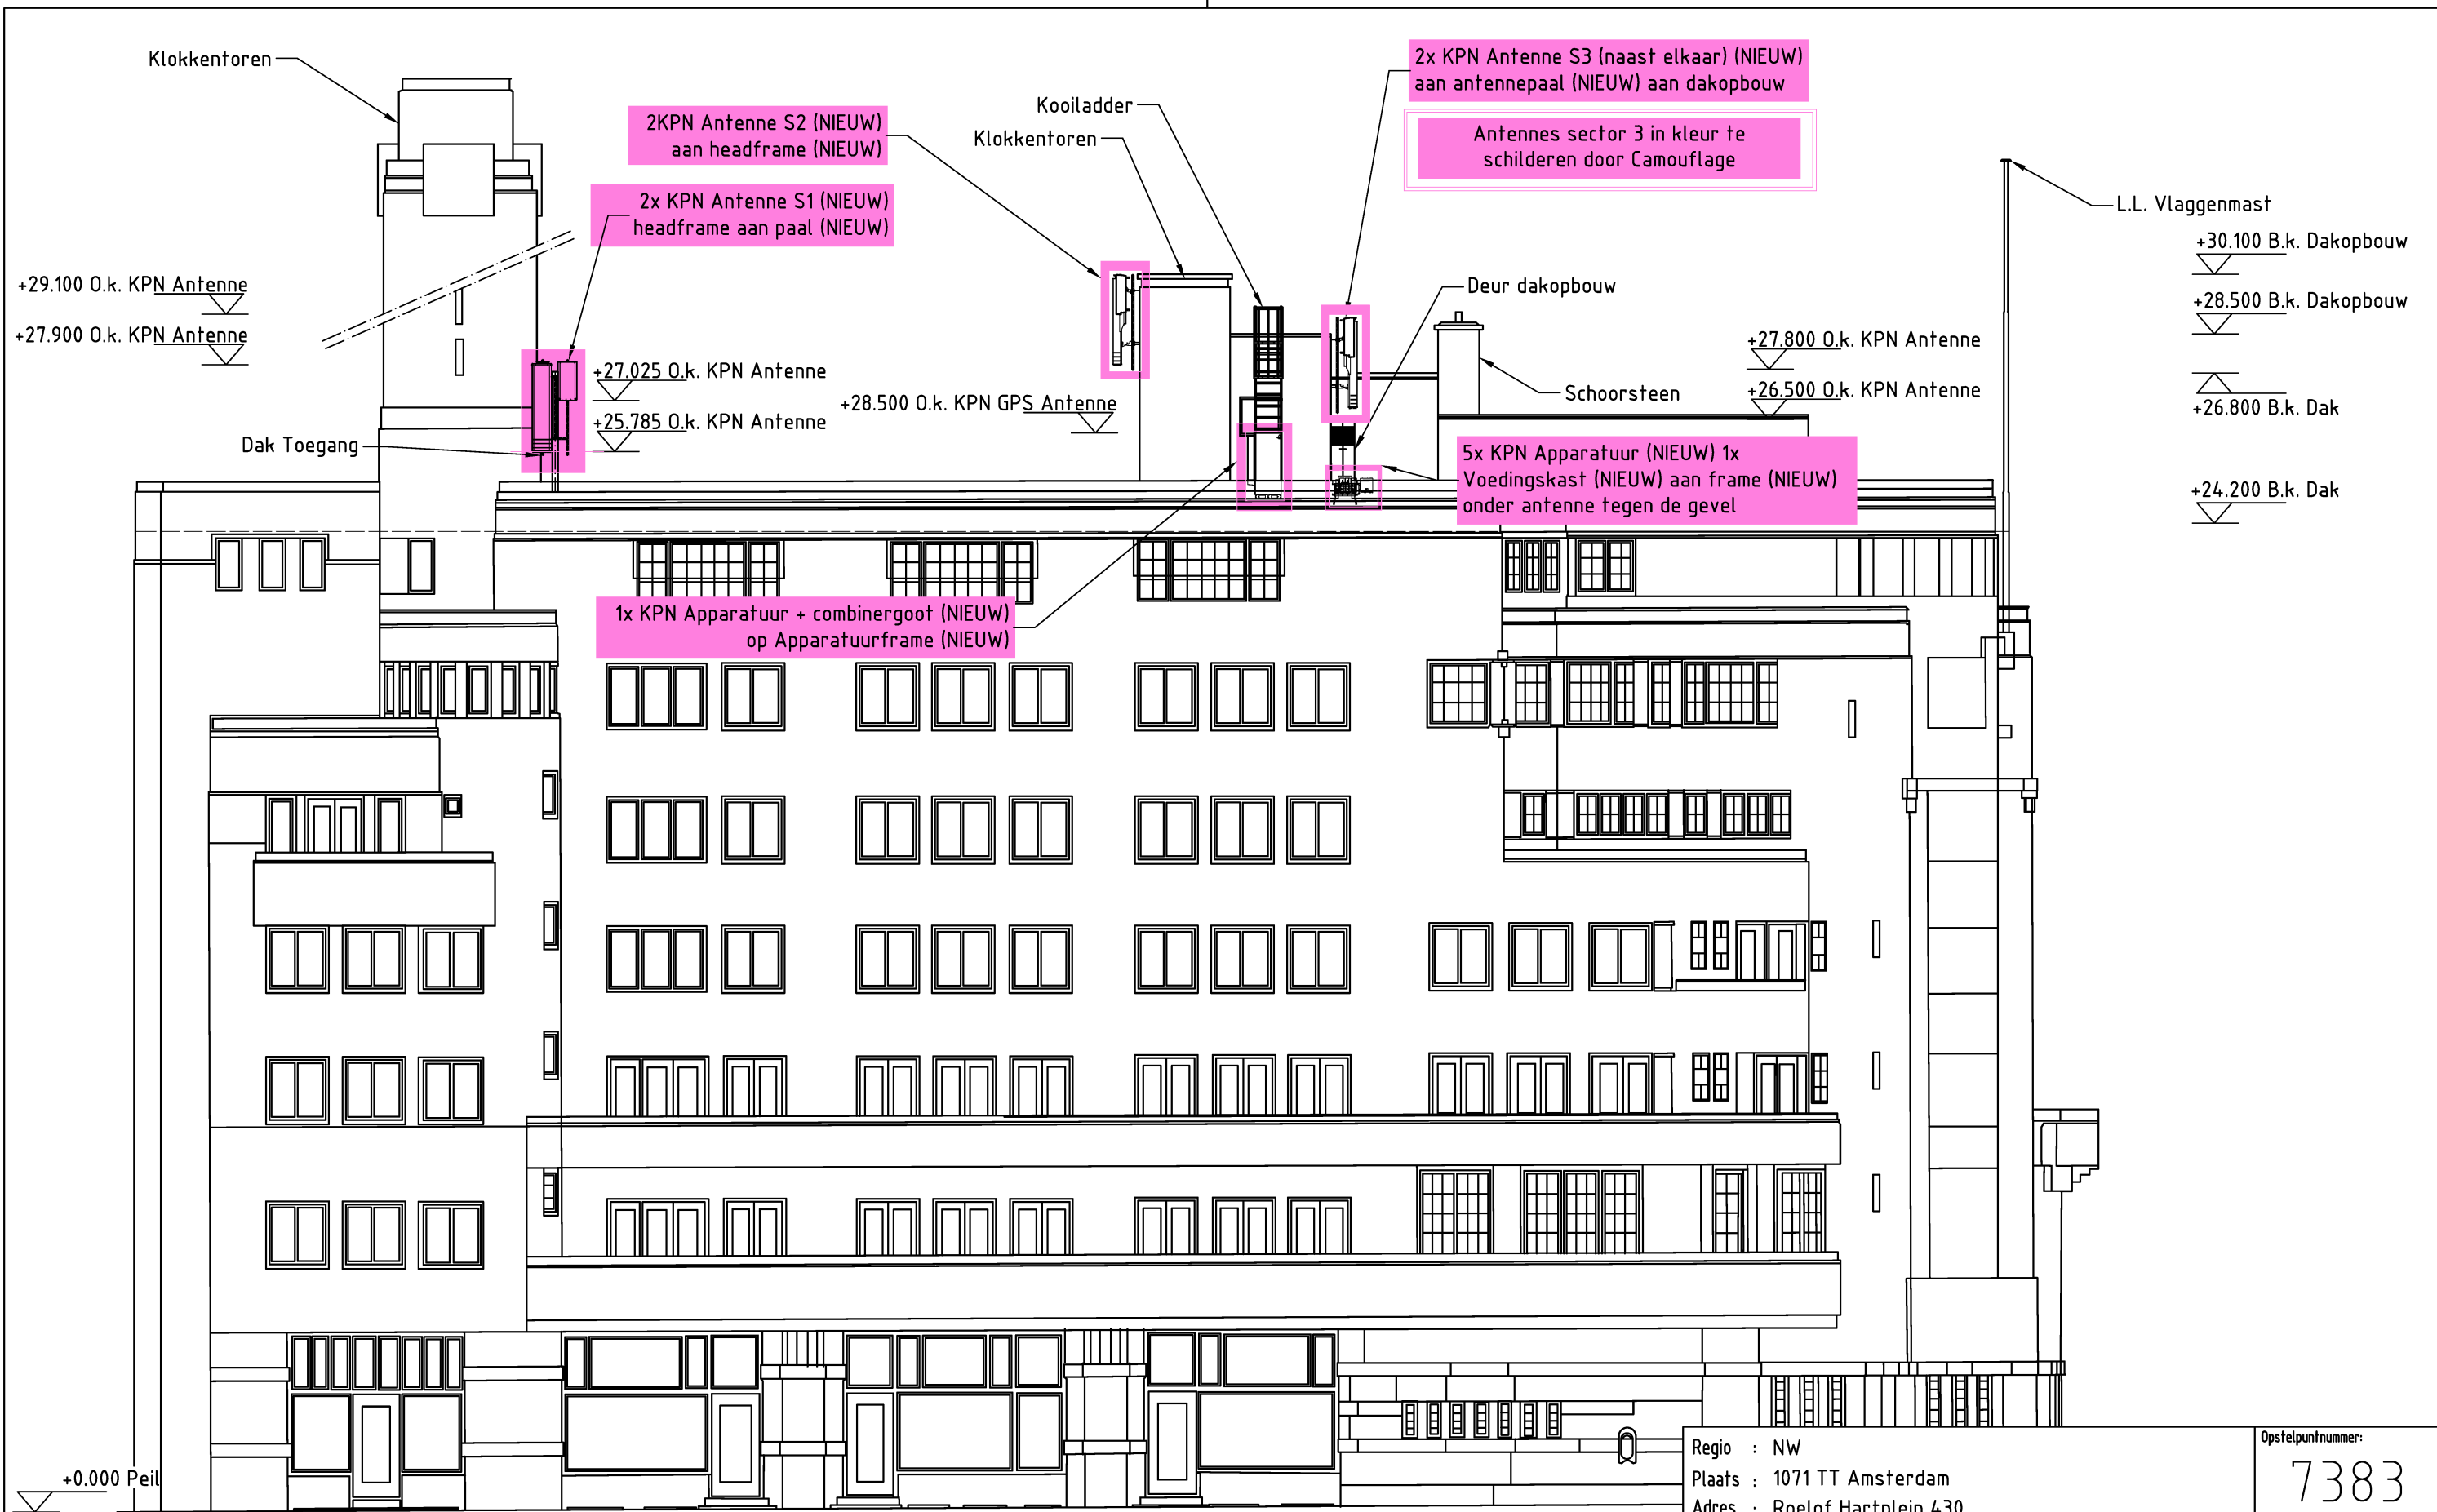 Klokkentoren
2x KPN Antenne S3 (naast elkaar) (NIEUW)
aan antennepaal (NIEUW) aan dakopbouw
Kooiladder
2KPN Antenne S2 (NIEUW)
aan headframe (NIEUW)
Klokkentoren
Antennes sector 3 in kleur te
schilderen door Camouflage
2x KPN Antenne S1 (NIEUW)
headframe aan paal (NIEUW)
L.L. Vlaggenmast
+30.100 B.k. Dakopbouw
+29.100 O.k. KPN Antenne
Deur dakopbouw
+28.500 B.k. Dakopbouw
+27.900 O.k. KPN Antenne
+27.800 O.k. KPN Antenne
+27.025 O.k. KPN Antenne
Schoorsteen
+26.500 O.k. KPN Antenne
+28.500 O.k. KPN GPS Antenne
+26.800 B.k. Dak
+25.785 O.k. KPN Antenne
Dak Toegang
5x KPN Apparatuur (NIEUW) 1x
Voedingskast (NIEUW) aan frame (NIEUW)
onder antenne tegen de gevel
+24.200 B.k. Dak
1x KPN Apparatuur + combinergoot (NIEUW)
op Apparatuurframe (NIEUW)
+0.000 Peil
Regio : NW
Plaats : 1071 TT Amsterdam
Adres : Roelof Hartplein 430
Opstelpuntnummer:
7383